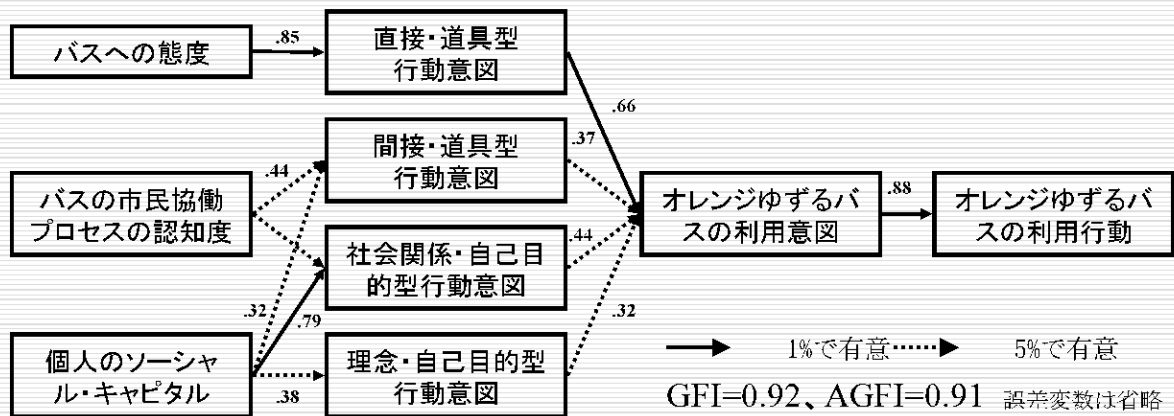 バスへの態度
.85
直接・道具型
行動意図
.66
間接・道具型
行動意図
.37
.44
バスの市民協働
プロセスの認知度
オレンジゆずるバ
スの利用意図
.88
オレンジゆずるバ
スの利用行動
社会関係・自己目
的型行動意図
.44
.32
.79
.32
個人のソーシャ
ル・キャピタル
.38
理念・自己目的型
行動意図
1%で有意
5%で有意
GFI=0.92、AGFI=0.91 誤差変数は省略